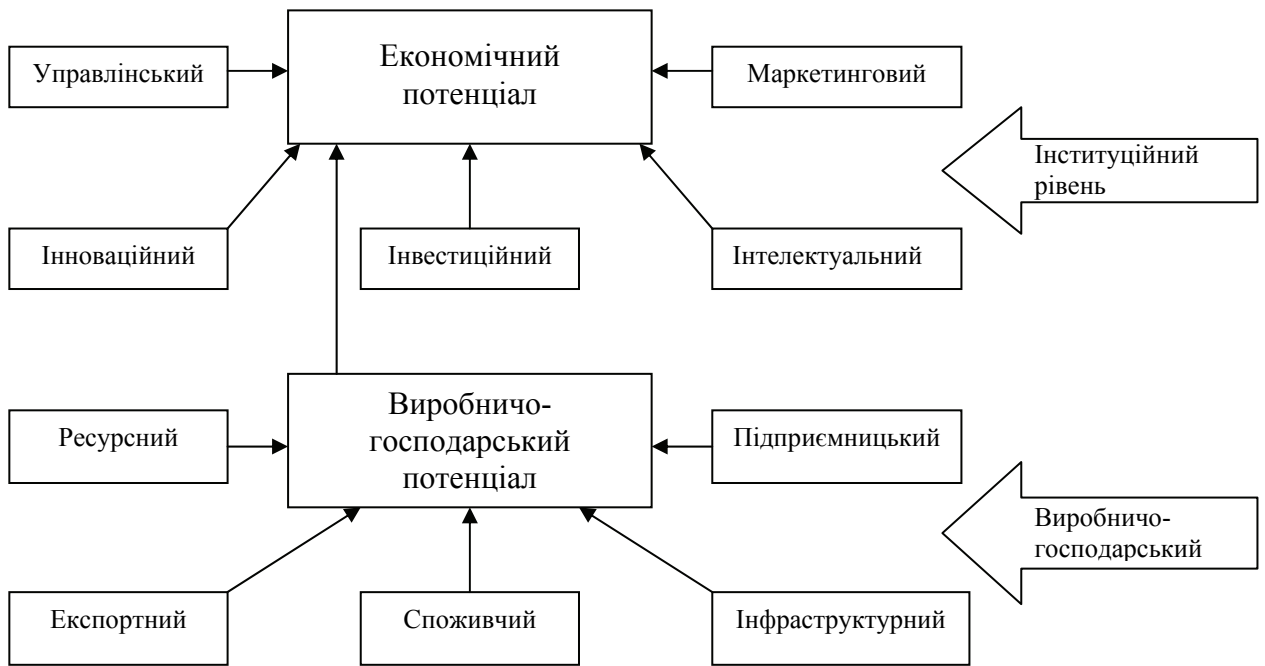 Економічний
потенціал
Управлінський
Маркетинговий
Інституційний
рівень
Інноваційний
Інвестиційний
Інтелектуальний
Виробничо-
господарський
потенціал
Ресурсний
Підприємницький
Виробничо-
господарський
Експортний
Споживчий
Інфраструктурний